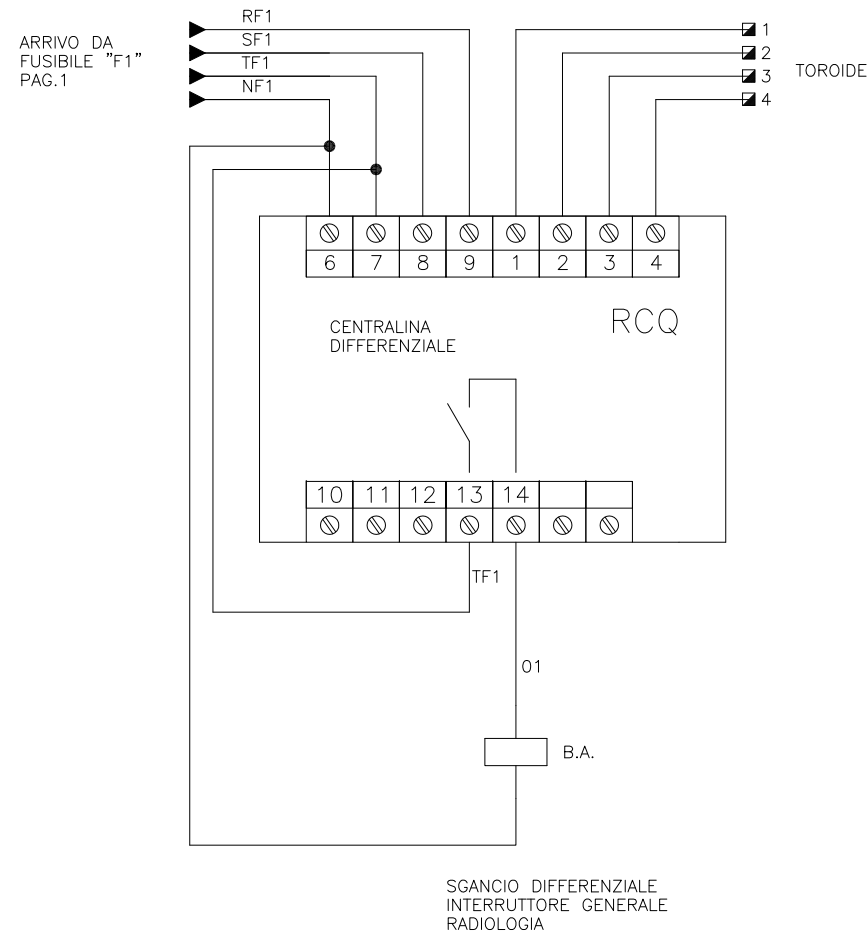 RF1
SF1
TF1
NF1
ARRIVO DA
FUSIBILE "F1"
PAG.1
1
2
3
4
TOROIDE
6 7 8 9 1 2 3 4
CENTRALINA
DIFFERENZIALE
RCQ
10 11 12 13 14
TF1
01
B.A.
SGANCIO DIFFERENZIALE
INTERRUTTORE GENERALE
RADIOLOGIA